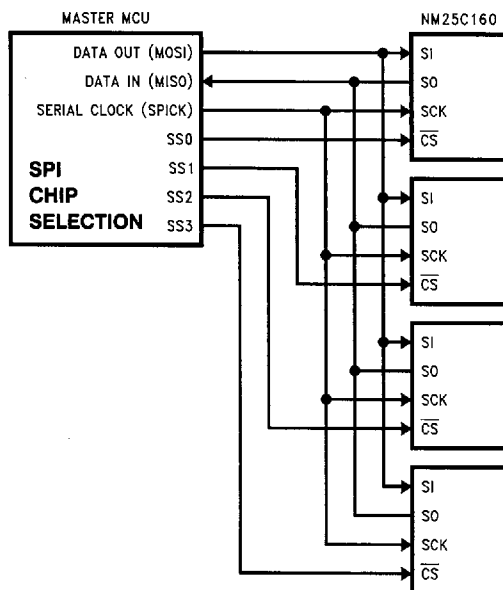 MASTER MCU
DATA OUT (MOSI)
DATA IN (MISO)
SERIAL CLOCK (SPICK)
SS0
SPI
SS1
CHIP
SS2
SELECTION
SS3
NM25C160
SI
SO
SCK
CS
SI
SO
SCK
CS
SI
SO
SCK
CS
SI
SO
SCK
CS